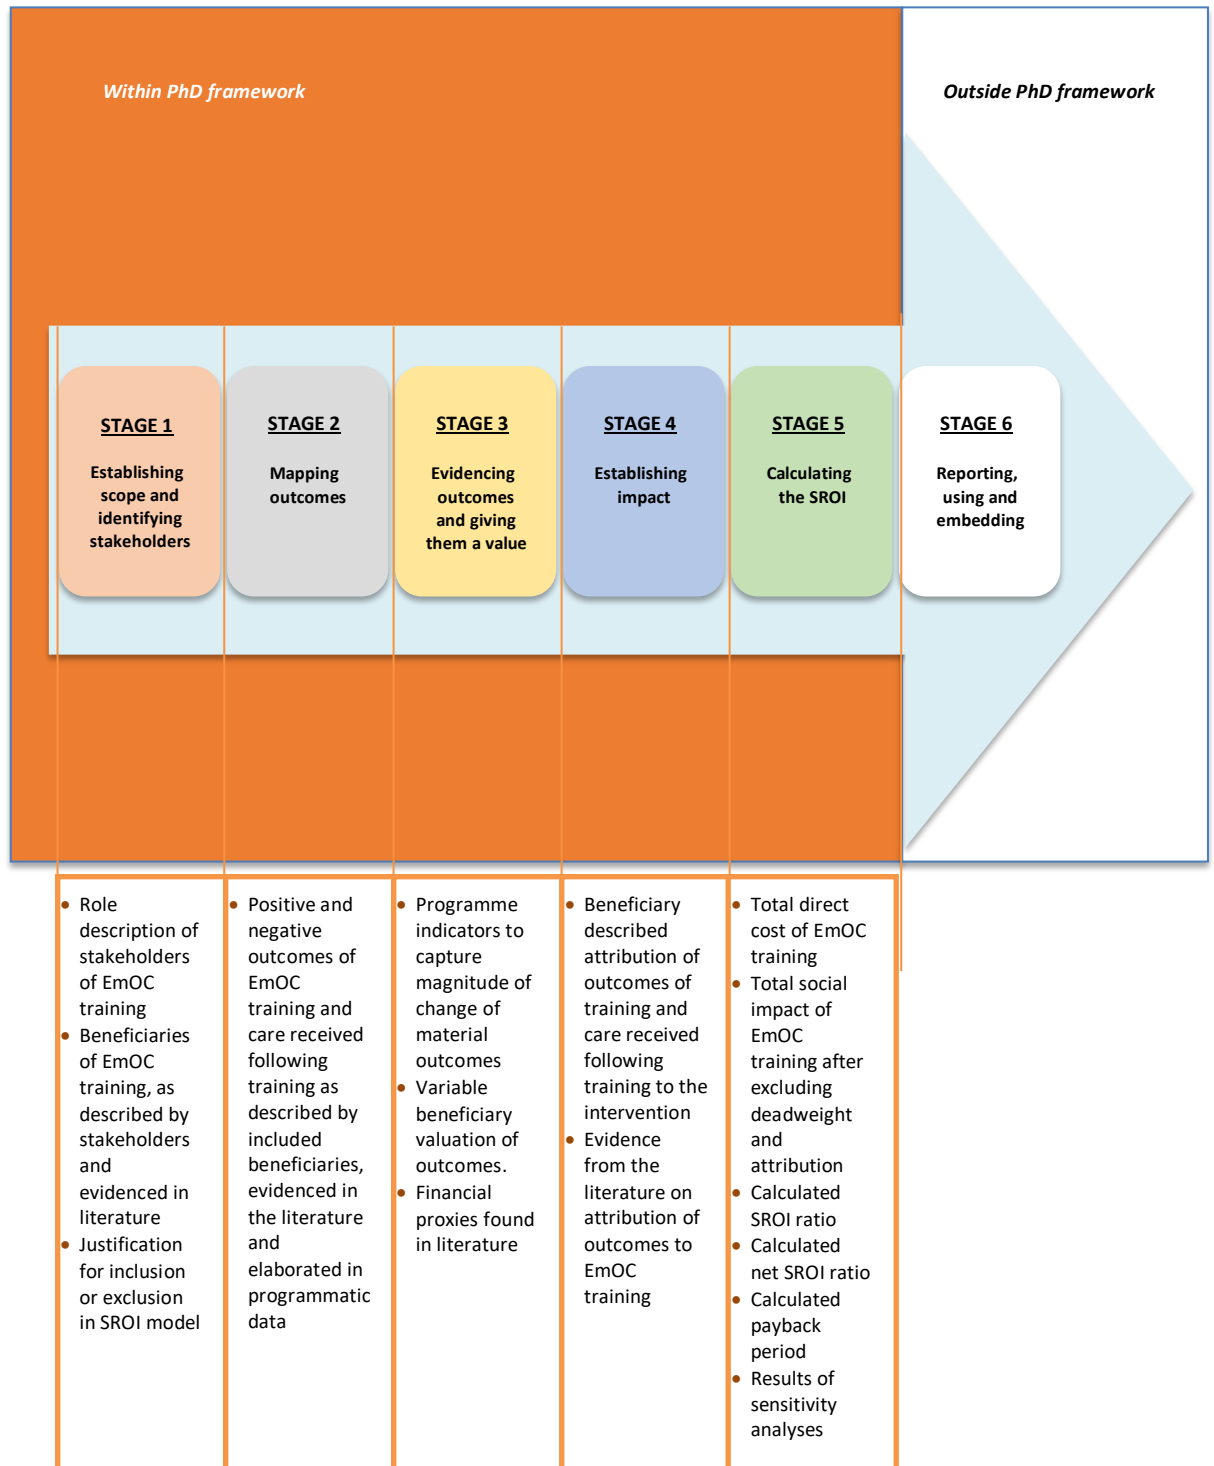 Within PhD framework
Outside PhD framework
STAGE 1
Establishing
scope and
identifying
stakeholders
STAGE 2
Mapping
outcomes
STAGE 3
Evidencing
outcomes
and giving
them a value
STAGE 4
Establishing
impact
STAGE 5
Calculating
the SROI
STAGE 6
Reporting,
using and
embedding
• Role
description of
stakeholders
of EmOC
training
• Beneficiaries
of EmOC
training, as
described by
stakeholders
and
evidenced in
literature
• Justification
for inclusion
or exclusion
in SROI model
• Positive and
negative
outcomes of
EmOC
training and
care received
following
training as
described by
included
beneficiaries,
evidenced in
the literature
and
elaborated in
programmatic
data
• Programme
indicators to
capture
magnitude of
change of
material
outcomes
• Variable
beneficiary
valuation of
outcomes.
• Financial
proxies found
in literature
• Beneficiary
described
attribution of
outcomes of
training and
care received
following
training to the
intervention
• Evidence
from the
literature on
attribution of
outcomes to
EmOC
training
• Total direct
cost of EmOC
training
• Total social
impact of
EmOC
training after
excluding
deadweight
and
attribution
• Calculated
SROI ratio
• Calculated
net SROI ratio
• Calculated
payback
period
• Results of
sensitivity
analyses